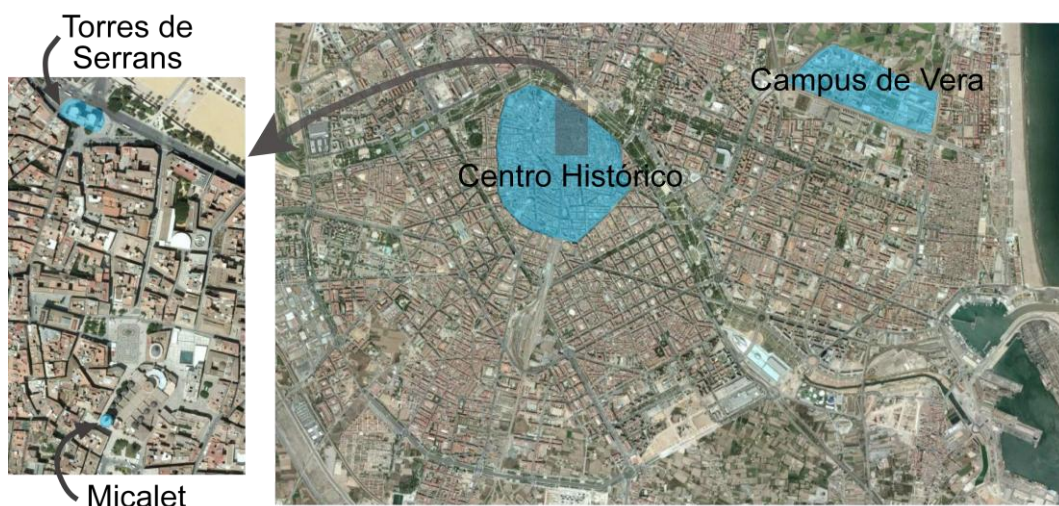 Torres de
Serrans
Campus de Vera
Centro Histórico
Micalet